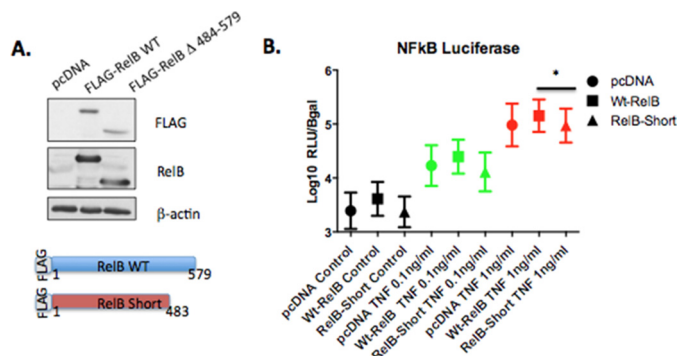 A.
pcDNA
FLAG-RelB WT
FLAG-RelB Δ 484-579
FLAG
RelB
β-actin
FLAG
1
RelB WT
579
FLAG
1
RelB Short
483
B.
NFkB Luciferase
Log10 RLU/Bgal
6
5
4
3
*
pcDNA
Wt-RelB
RelB-Short
pcDNA Control
Wt-RelB Control
RelB-Short Control
pcDNA TNF 0.1ng/ml
Wt-RelB TNF 0.1ng/ml
RelB-Short TNF 0.1ng/ml
pcDNA TNF 1ng/ml
Wt-RelB TNF 1ng/ml
RelB-Short TNF 1ng/ml